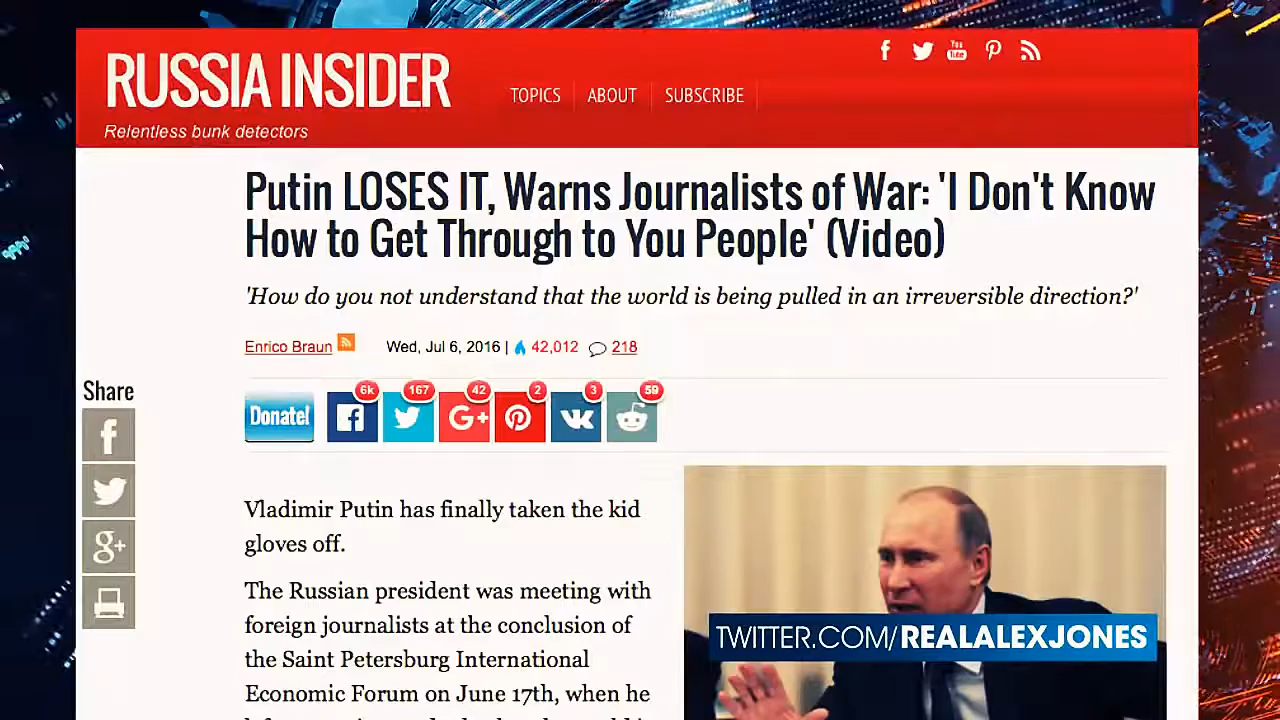 RUSSIA INSIDER
Relentless bunk detectors
TOPICS
ABOUT
SUBSCRIBE
You
Tube
Putin LOSES IT, Warns Journalists of War: 'I Don't Know
How to Get Through to You People' (Video)
'How do you not understand that the world is being pulled in an irreversible direction?'
Enrico Braun
Wed, Jul 6, 2016 | 42,012 218
Share
Donate!
6k
167
42
2
3
59
Vladimir Putin has finally taken the kid
gloves off.
The Russian president was meeting with
foreign journalists at the conclusion of
the Saint Petersburg International
Economic Forum on June 17th, when he
TWITTER.COM/REALALEXJONES